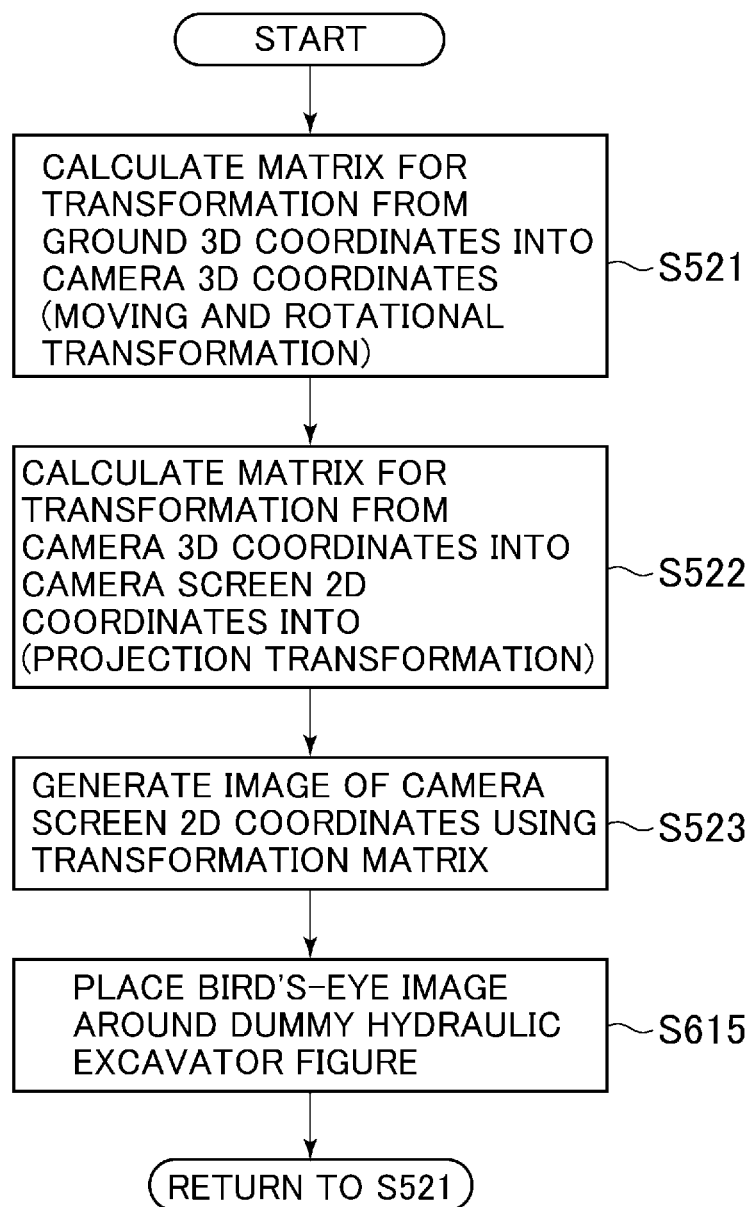 START
CALCULATE MATRIX FOR
TRANSFORMATION FROM
GROUND 3D COORDINATES INTO
CAMERA 3D COORDINATES
(MOVING AND ROTATIONAL
TRANSFORMATION)
S521
CALCULATE MATRIX FOR
TRANSFORMATION FROM
CAMERA 3D COORDINATES INTO
CAMERA SCREEN 2D
COORDINATES INTO
(PROJECTION TRANSFORMATION)
S522
GENERATE IMAGE OF CAMERA
SCREEN 2D COORDINATES USING
TRANSFORMATION MATRIX
S523
PLACE BIRD'S-EYE IMAGE
AROUND DUMMY HYDRAULIC
EXCAVATOR FIGURE
S615
RETURN TO S521